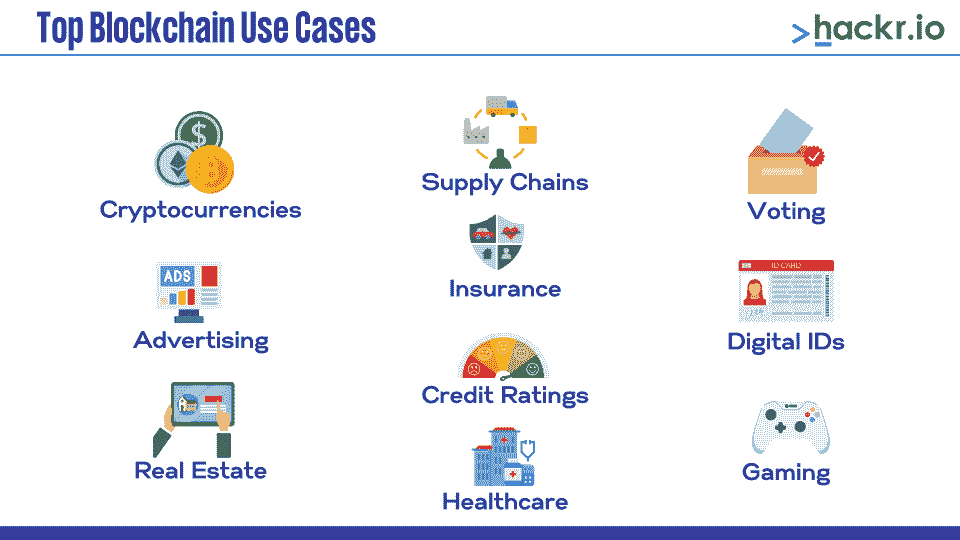 Top Blockchain Use Cases
>hackr.io
Cryptocurrencies
Supply Chains
Voting
ADS
Advertising
Insurance
ID CARD
Digital IDs
Real Estate
Credit Ratings
Healthcare
Gaming